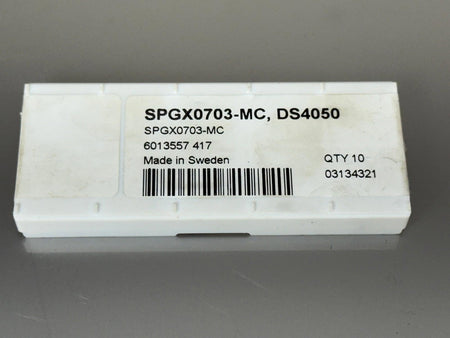 SPGX0703-MC, DS4050
SPGX0703-MC
6013557 417
Made in Sweden
QTY 10
03134321